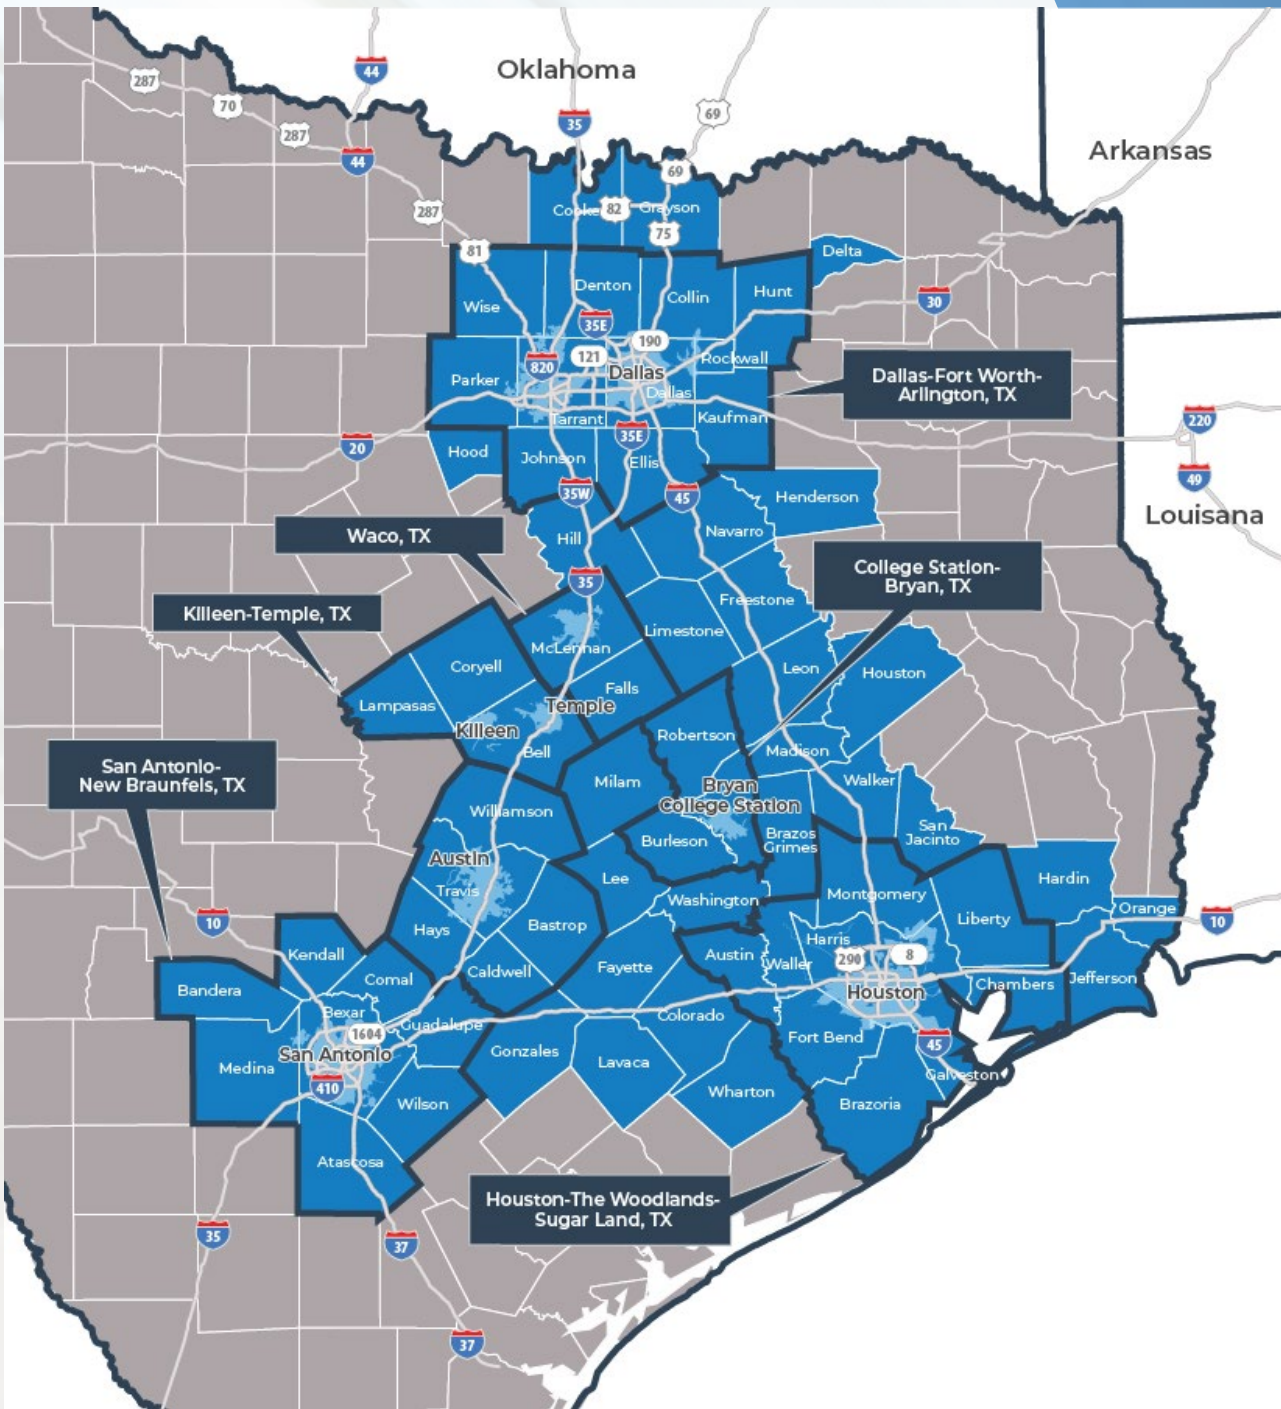 Oklahoma
Arkansas
Louisana
44
287
70
287
44
35
69
69
287
82
75
81
Cooke
Grayson
Delta
Denton
Collin
Hunt
Wise
35E
30
190
121
820
Dallas
Rockwall
Parker
Dallas
Tarrant
Kaufman
Dallas-Fort Worth-
Arlington, TX
220
49
20
35E
Hood
Johnson
Ellis
35W
45
Henderson
Hill
Navarro
Waco, TX
35
College Station-
Bryan, TX
Freestone
Killeen-Temple, TX
McLennan
Limestone
Coryell
Leon
Houston
Lampasas
Falls
Temple
Killeen
Bell
Robertson
Madison
San Antonio-
New Braunfels, TX
Milam
Bryan
College Station
Walker
Williamson
Burleson
Brazos
Grimes
San
Jacinto
Austin
Travis
Lee
Washington
Montgomery
Hardin
Orange
10
10
Hays
Bastrop
Liberty
Kendall
Comal
Caldwell
Fayette
Austin
Waller
Harris
290
8
Bandera
Houston
Chambers
Jefferson
Bexar
1604
Guadalupe
Colorado
San Antonio
Medina
410
Gonzales
Lavaca
Fort Bend
45
Galveston
Wilson
Wharton
Brazoria
Atascosa
Houston-The Woodlands-
Sugar Land, TX
35
37
37